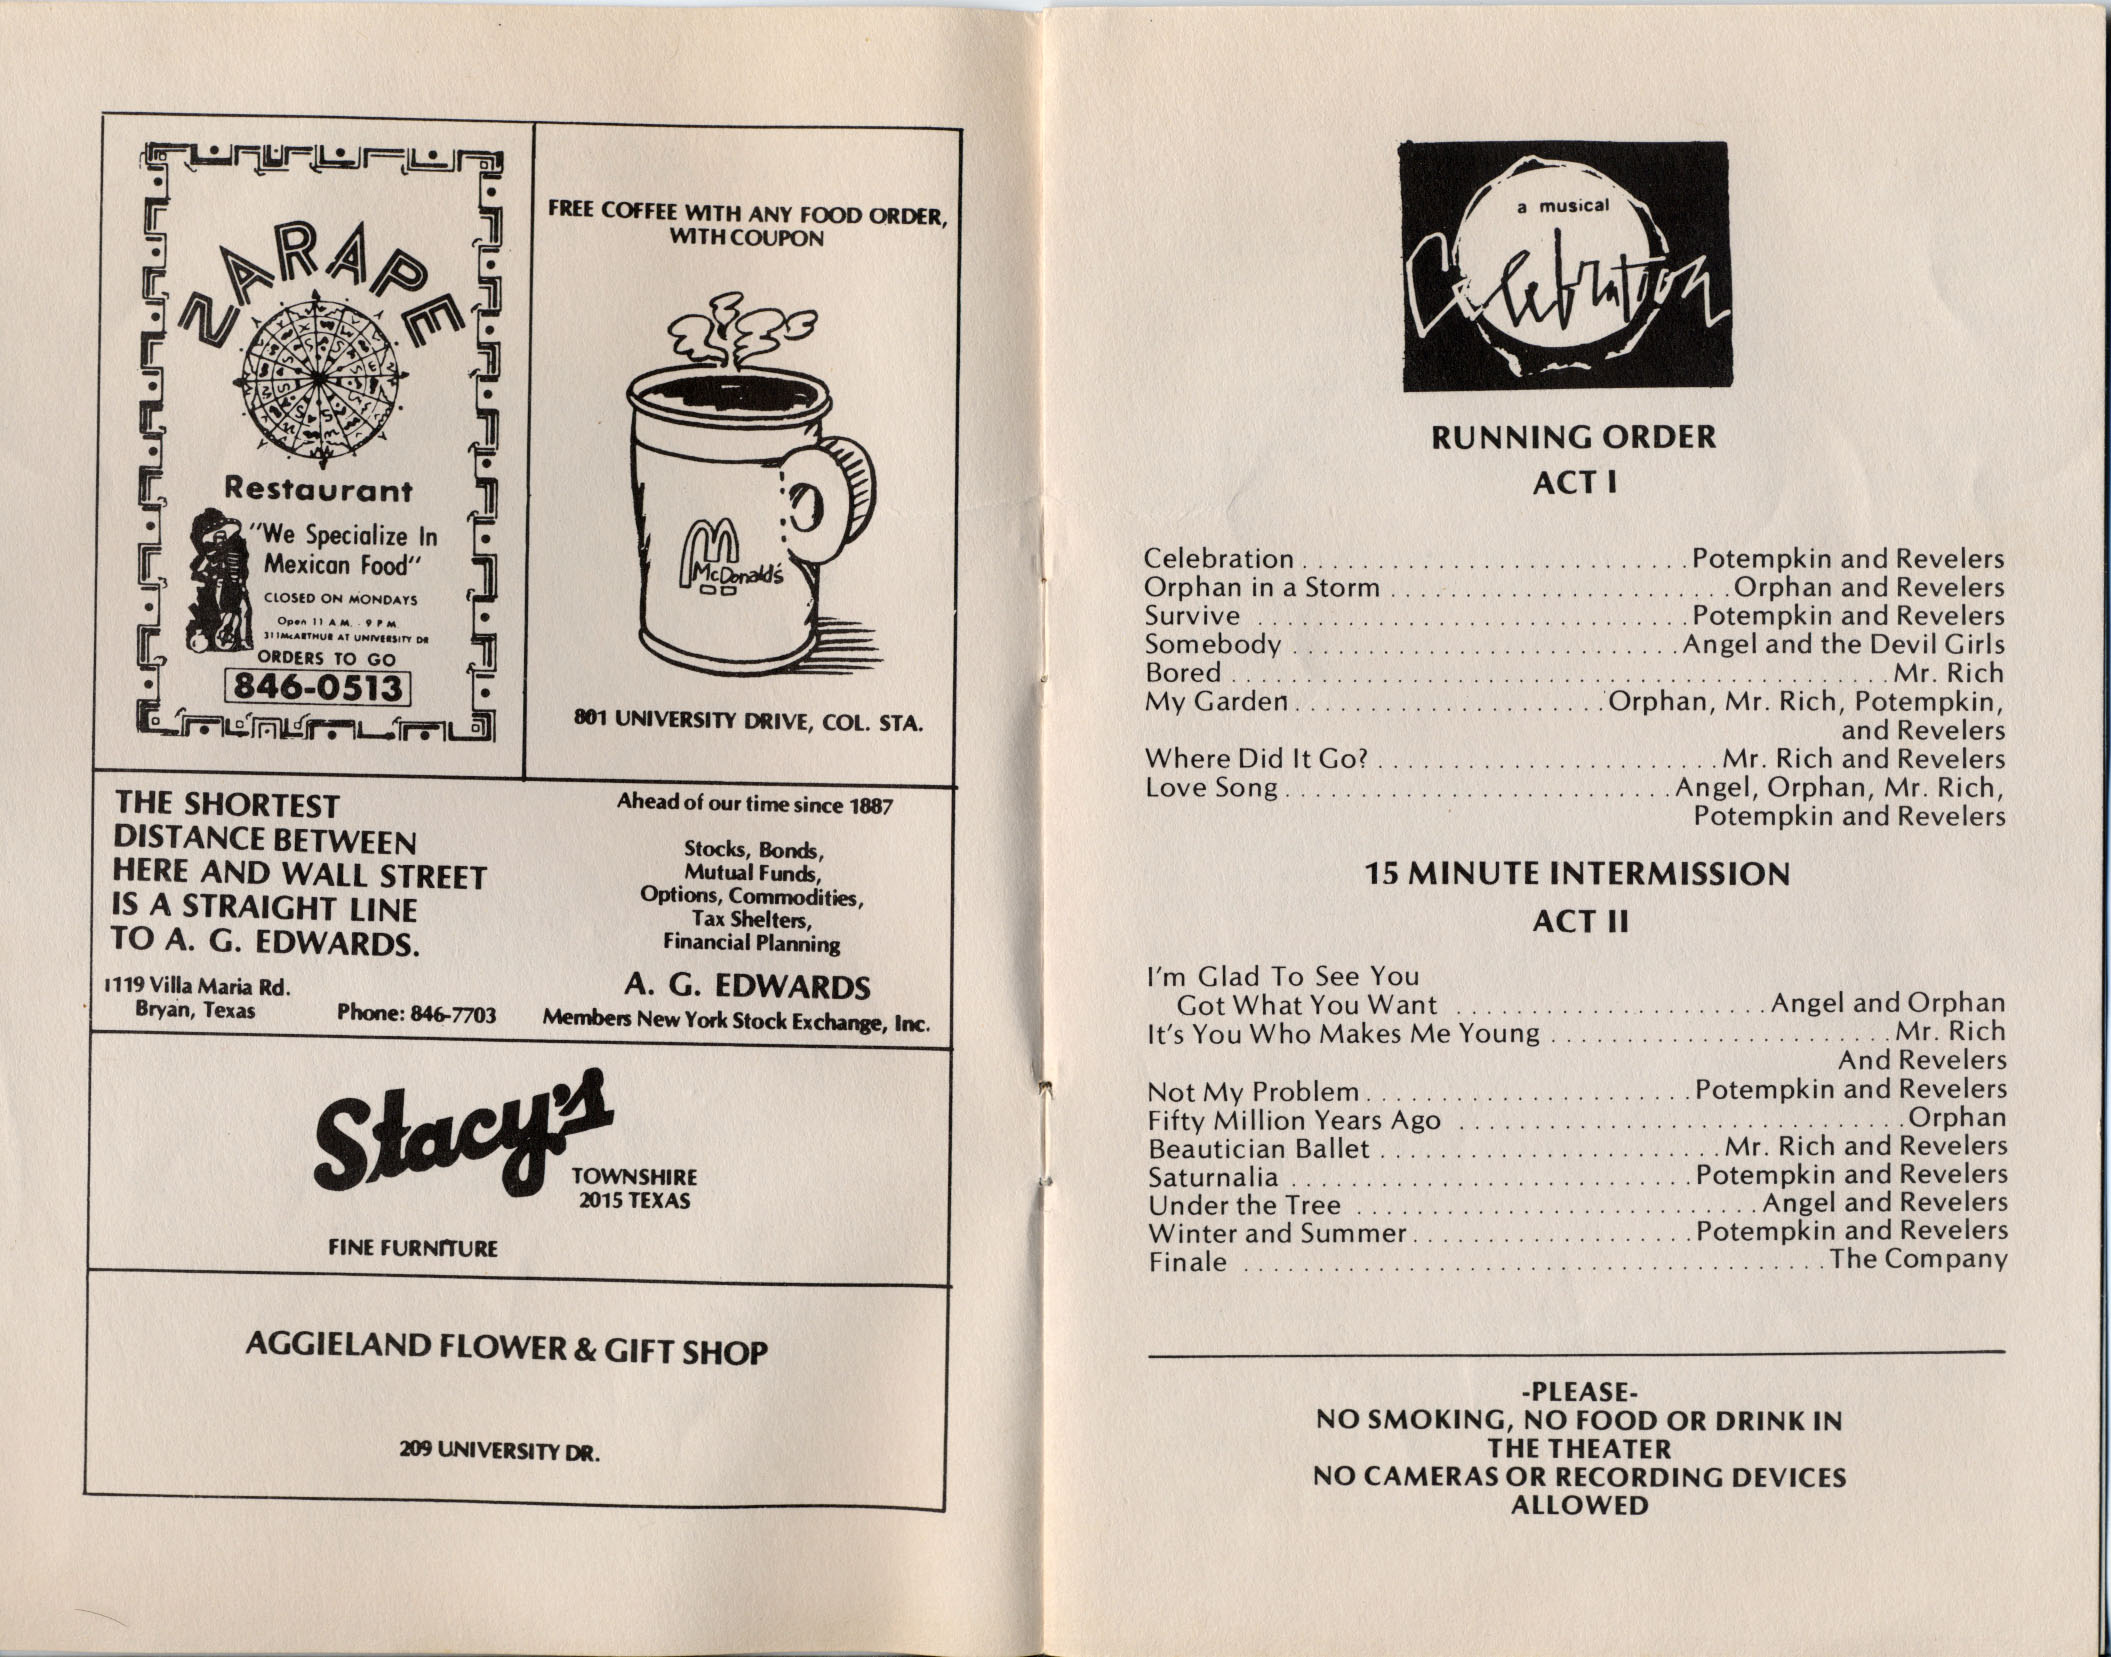 ZARAPE
Restaurant
"We Specialize In
Mexican Food"
CLOSED ON MONDAYS
Open 11 A.M. - 9 P M
311 McARTHUR AT UNIVERSITY DR
ORDERS TO GO
846-0513
FREE COFFEE WITH ANY FOOD ORDER,
WITH COUPON
McDonald's
801 UNIVERSITY DRIVE, COL. STA.
THE SHORTEST
DISTANCE BETWEEN
HERE AND WALL STREET
IS A STRAIGHT LINE
TO A. G. EDWARDS.
1119 Villa Maria Rd.
Bryan, Texas Phone: 846-7703
Ahead of our time since 1887
Stocks, Bonds,
Mutual Funds,
Options, Commodities,
Tax Shelters,
Financial Planning
A. G. EDWARDS
Members New York Stock Exchange, Inc.
Stacy's
TOWNSHIRE
2015 TEXAS
FINE FURNITURE
AGGIELAND FLOWER & GIFT SHOP
209 UNIVERSITY DR.
a musical
Celebration
RUNNING ORDER
ACT I
Celebration . . . . . . . . . . Potempkin and Revelers
Orphan in a Storm . . . . . . . . . . Orphan and Revelers
Survive . . . . . . . . . . Potempkin and Revelers
Somebody . . . . . . . . . . Angel and the Devil Girls
Bored . . . . . . . . . . Mr. Rich
My Garden . . . . . . . . . . Orphan, Mr. Rich, Potempkin,
and Revelers
Where Did It Go? . . . . . . . . . . Mr. Rich and Revelers
Love Song . . . . . . . . . . Angel, Orphan, Mr. Rich,
Potempkin and Revelers
15 MINUTE INTERMISSION
ACT II
I'm Glad To See You
Got What You Want . . . . . . . . . . Angel and Orphan
It's You Who Makes Me Young . . . . . . . . . . Mr. Rich
And Revelers
Not My Problem . . . . . . . . . . Potempkin and Revelers
Fifty Million Years Ago . . . . . . . . . . Orphan
Beautician Ballet . . . . . . . . . . Mr. Rich and Revelers
Saturnalia . . . . . . . . . . Potempkin and Revelers
Under the Tree . . . . . . . . . . Angel and Revelers
Winter and Summer . . . . . . . . . . Potempkin and Revelers
Finale . . . . . . . . . . The Company
-PLEASE-
NO SMOKING, NO FOOD OR DRINK IN
THE THEATER
NO CAMERAS OR RECORDING DEVICES
ALLOWED